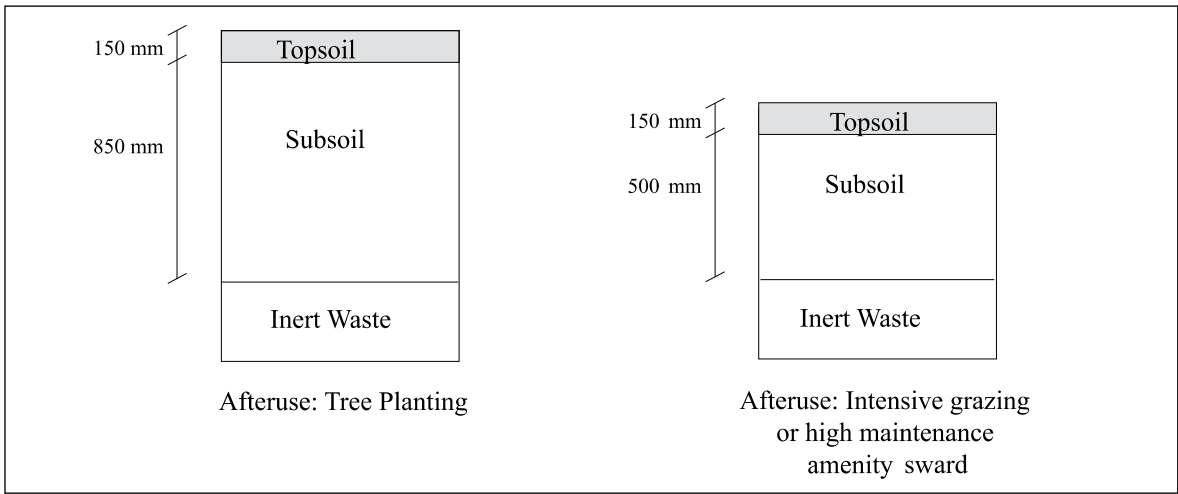 150 mm
Topsoil
850 mm
Subsoil
Inert Waste
Afteruse: Tree Planting
150 mm
Topsoil
500 mm
Subsoil
Inert Waste
Afteruse: Intensive grazing
or high maintenance
amenity sward